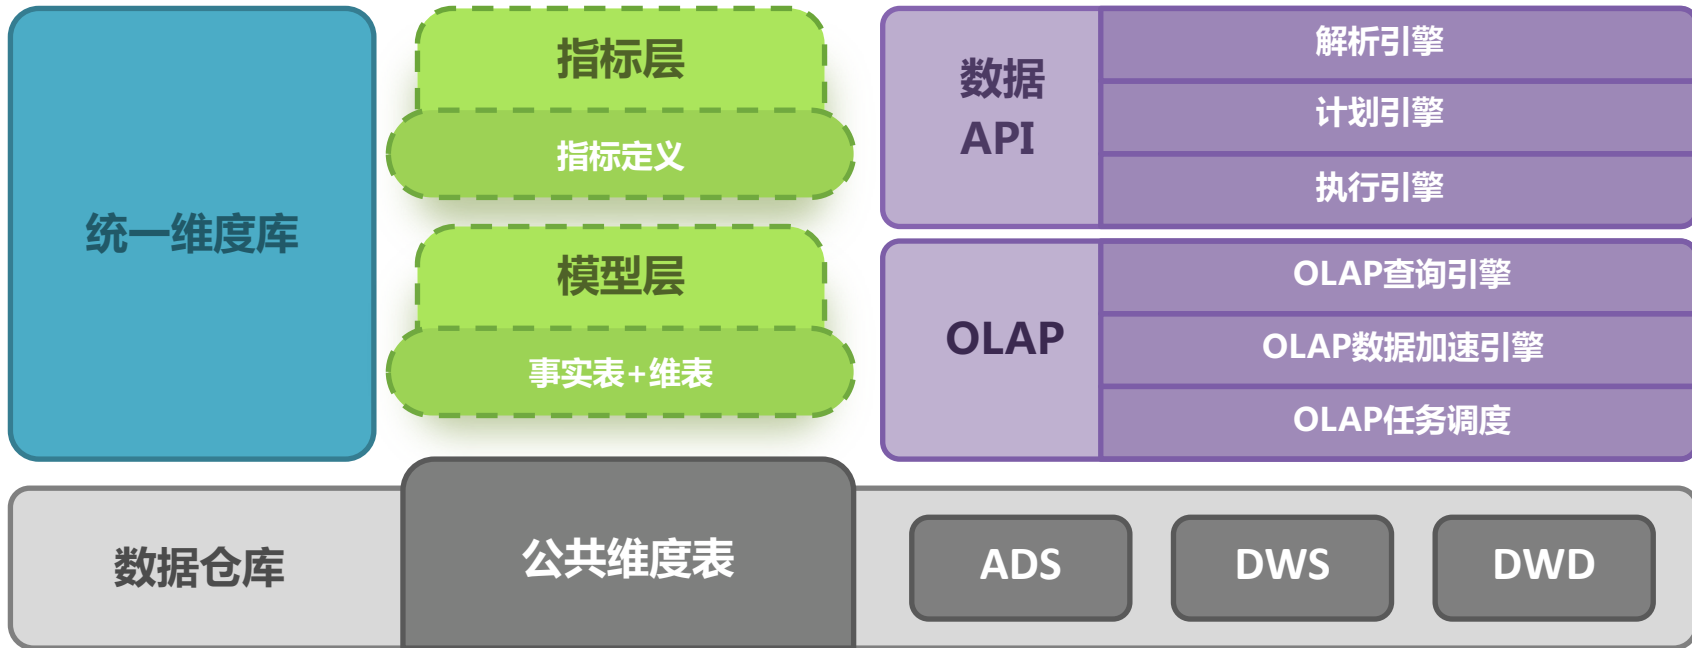 统一维度库
指标层
指标定义
模型层
事实表+维表
数据
API
解析引擎
计划引擎
执行引擎
OLAP
OLAP查询引擎
OLAP数据加速引擎
OLAP任务调度
数据仓库
公共维度表
ADS
DWS
DWD